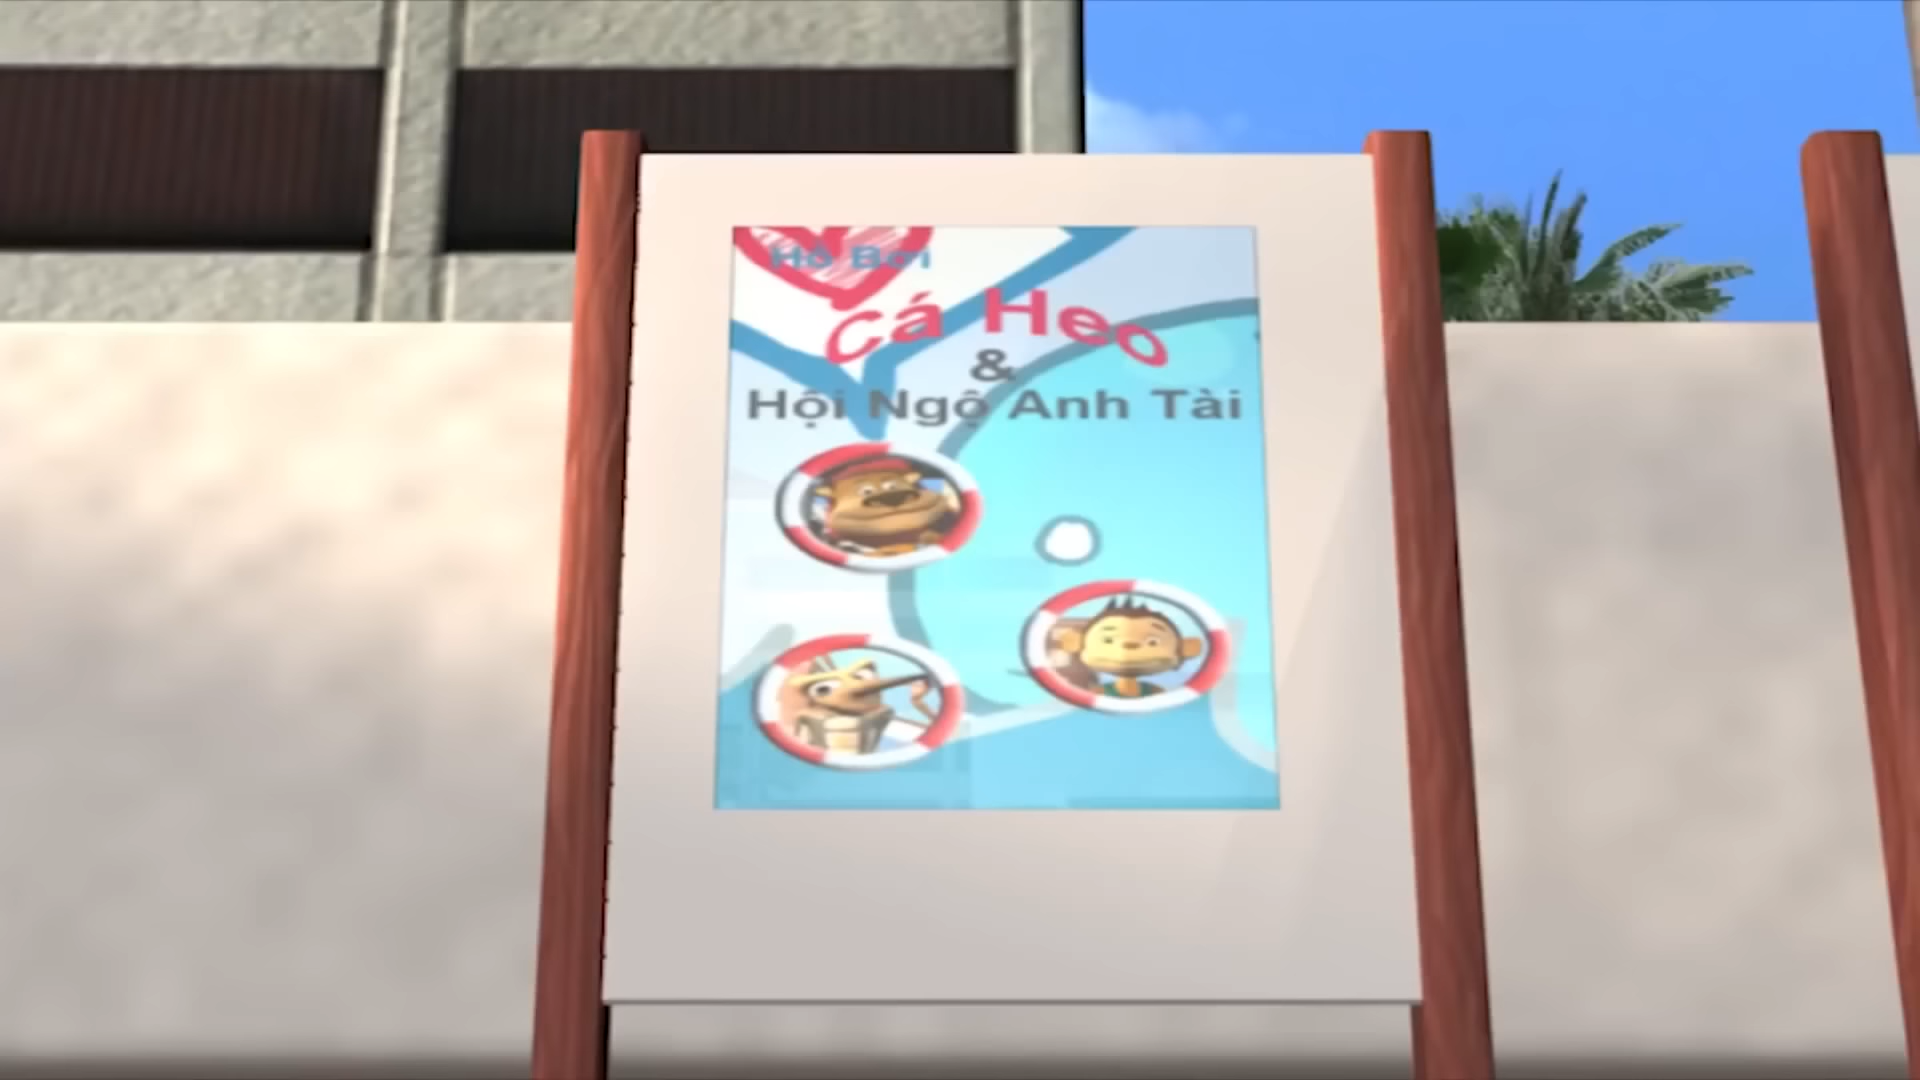 Hồ Bơi
Cá Heo
&
Hội Ngộ Anh Tài